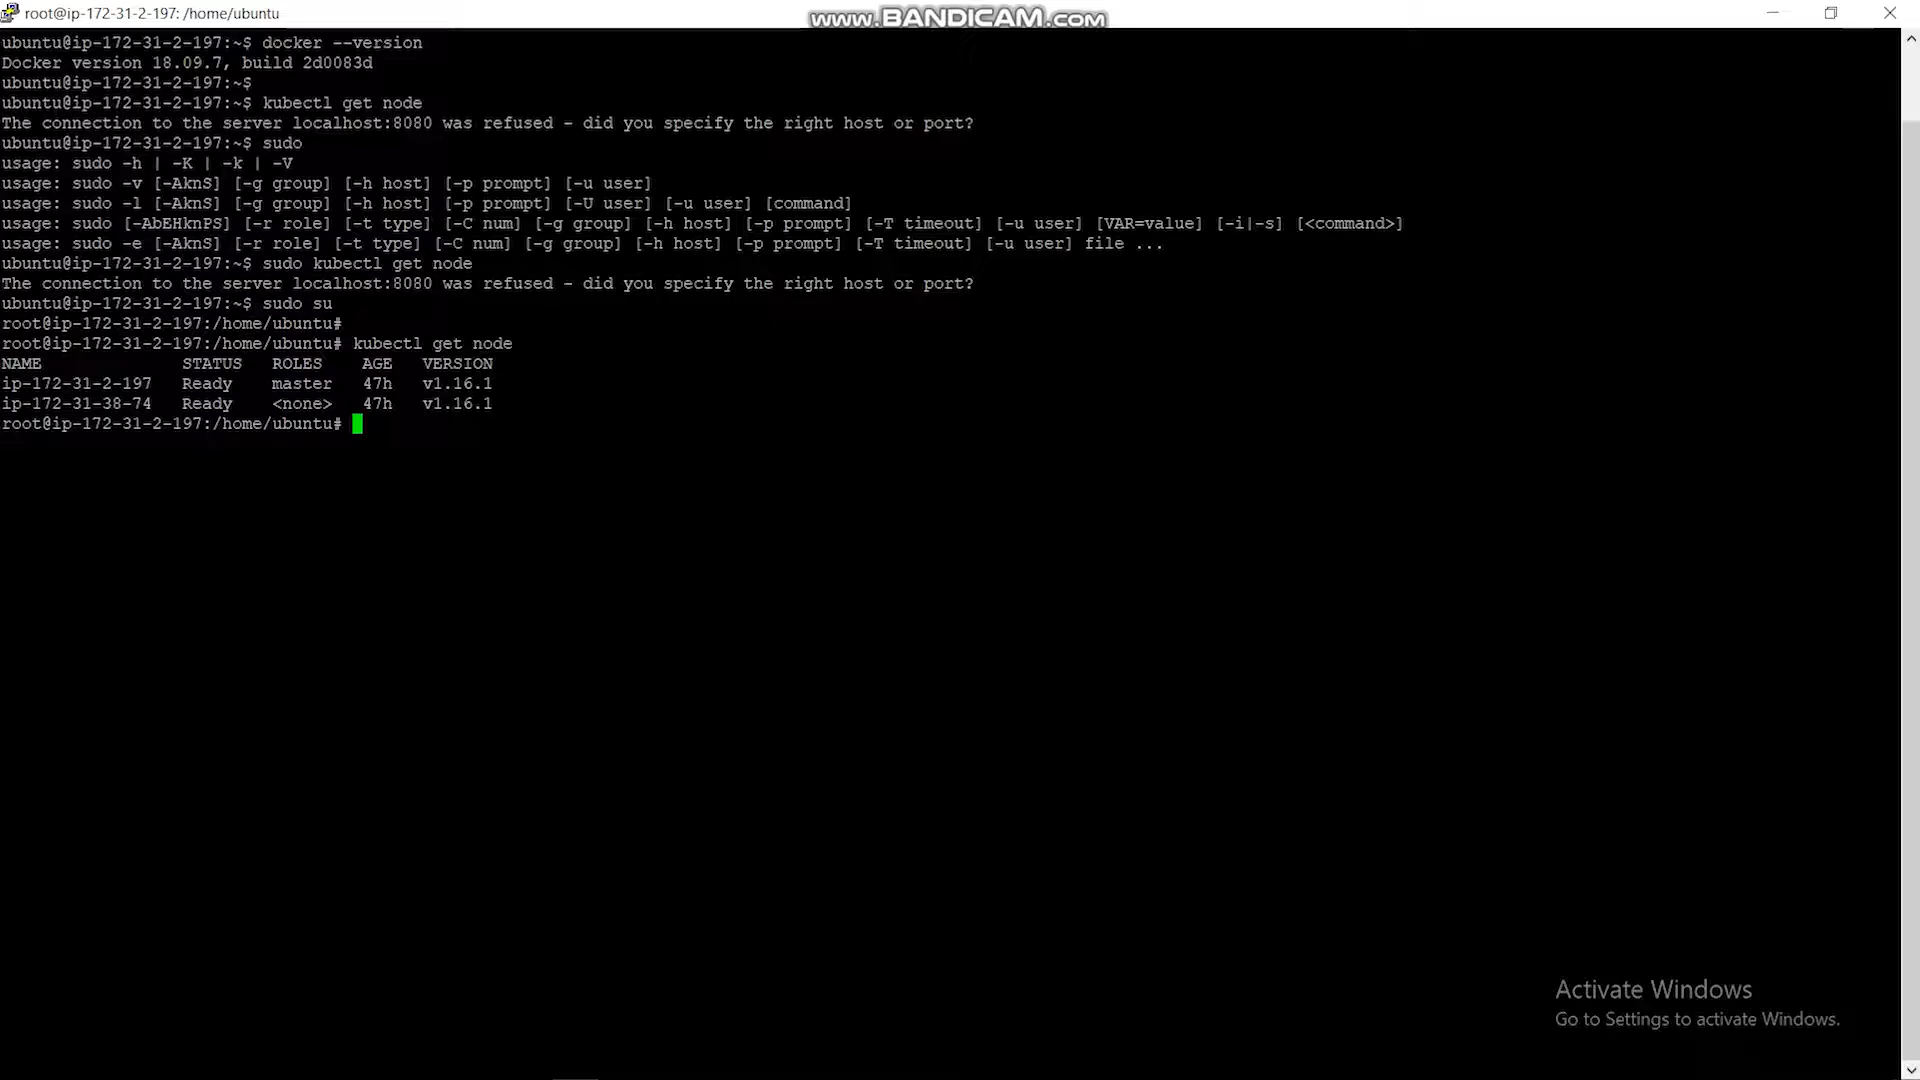 root@ip-172-31-2-197: /home/ubuntu
www.BANDICAM.com
ubuntu@ip-172-31-2-197:~$ docker --version
Docker version 18.09.7, build 2d0083d
ubuntu@ip-172-31-2-197:~$
ubuntu@ip-172-31-2-197:~$ kubectl get node
The connection to the server localhost:8080 was refused - did you specify the right host or port?
ubuntu@ip-172-31-2-197:~$ sudo
usage: sudo -h | -K | -k | -V
usage: sudo -v [-AknS] [-g group] [-h host] [-p prompt] [-u user]
usage: sudo -l [-AknS] [-g group] [-h host] [-p prompt] [-U user] [-u user] [command]
usage: sudo [-AbEHknPS] [-r role] [-t type] [-C num] [-g group] [-h host] [-p prompt] [-T timeout] [-u user] [VAR=value] [-i|-s] [<command>]
usage: sudo -e [-AknS] [-r role] [-t type] [-C num] [-g group] [-h host] [-p prompt] [-T timeout] [-u user] file ...
ubuntu@ip-172-31-2-197:~$ sudo kubectl get node
The connection to the server localhost:8080 was refused - did you specify the right host or port?
ubuntu@ip-172-31-2-197:~$ sudo su
root@ip-172-31-2-197:/home/ubuntu#
root@ip-172-31-2-197:/home/ubuntu# kubectl get node
NAME STATUS ROLES AGE VERSION
ip-172-31-2-197 Ready master 47h v1.16.1
ip-172-31-38-74 Ready <none> 47h v1.16.1
root@ip-172-31-2-197:/home/ubuntu#
Activate Windows
Go to Settings to activate Windows.